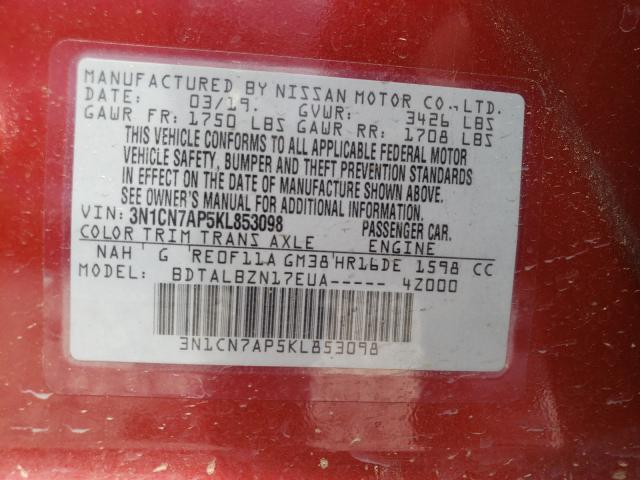 MANUFACTURED BY NISSAN MOTOR CO.,LTD.
DATE: 03/19. GVWR: 3426 LBS
GAWR FR: 1750 LBS GAWR RR: 1708 LBS
THIS VEHICLE CONFORMS TO ALL APPLICABLE FEDERAL MOTOR
VEHICLE SAFETY, BUMPER AND THEFT PREVENTION STANDARDS
IN EFFECT ON THE DATE OF MANUFACTURE SHOWN ABOVE.
SEE OWNER'S MANUAL FOR ADDITIONAL INFORMATION.
VIN: 3N1CN7AP5KL853098 PASSENGER CAR.
COLOR TRIM TRANS AXLE ENGINE
NAH G RE0F11A GM38 HR16DE 1598 CC
MODEL: BDTALBZN17EUA----- 4Z000
3N1CN7AP5KL853098